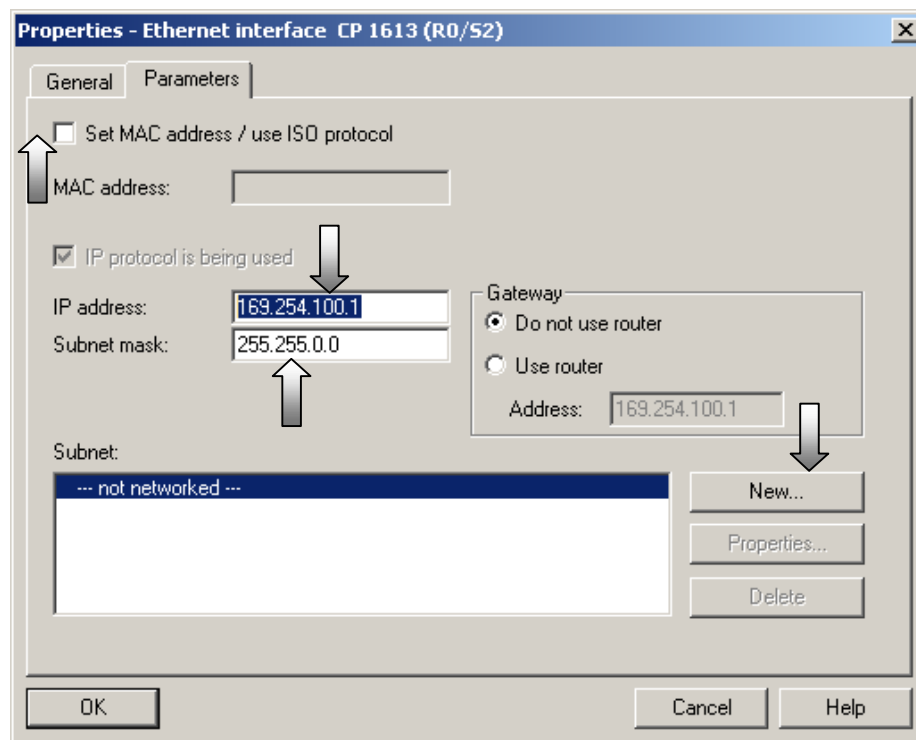 Properties - Ethernet interface CP 1613 (R0/S2)
General
Parameters
Set MAC address / use ISO protocol
MAC address:
IP protocol is being used
IP address:
169.254.100.1
Subnet mask:
255.255.0.0
Gateway
Do not use router
Use router
Address:
169.254.100.1
Subnet:
--- not networked ---
New...
Properties...
Delete
OK
Cancel
Help